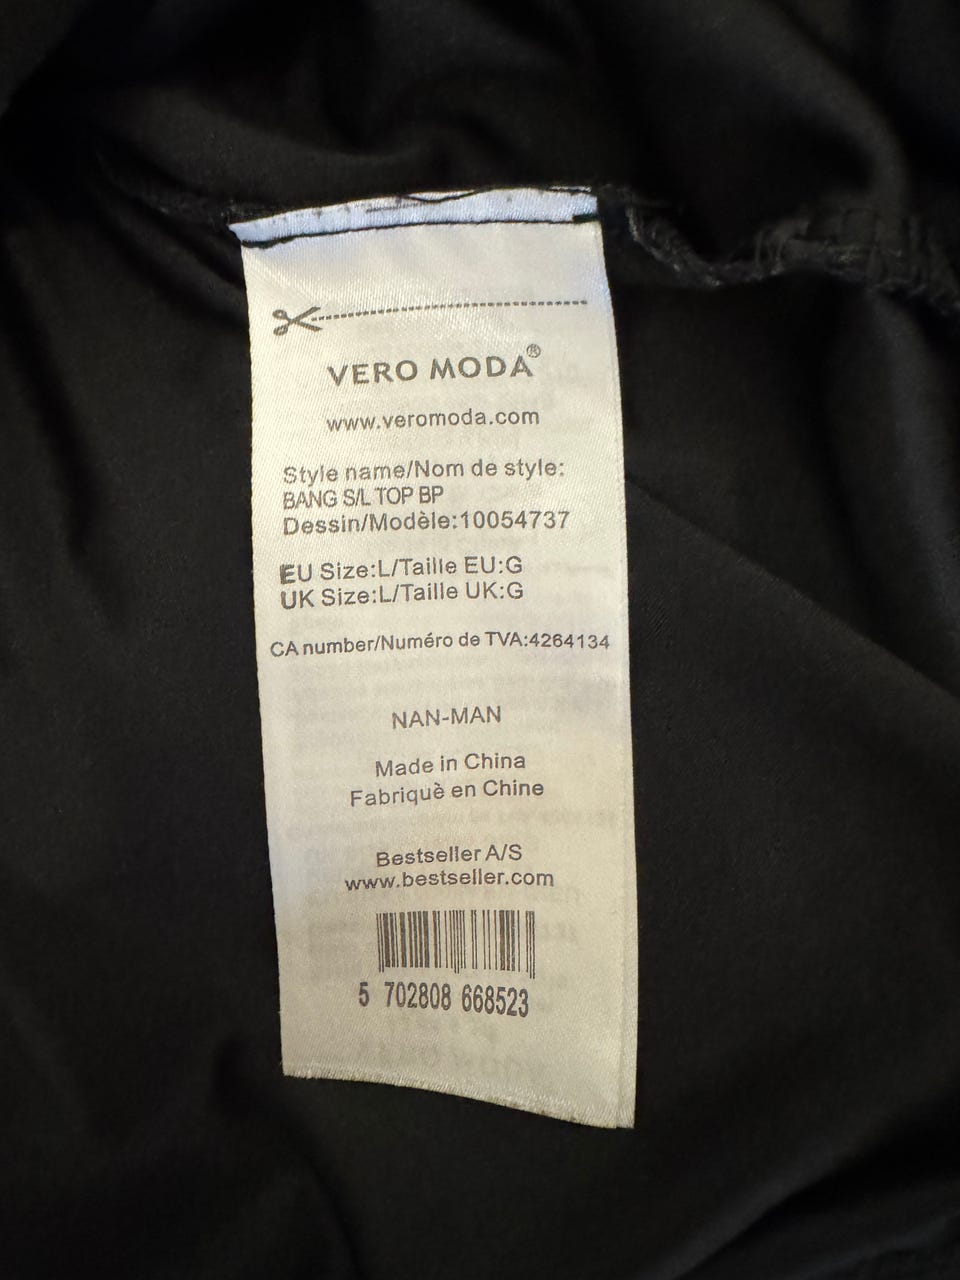 VERO MODA®
www.veromoda.com
Style name/Nom de style:
BANG S/L TOP BP
Dessin/Modèle:10054737
EU Size:L/Taille EU:G
UK Size:L/Taille UK:G
CA number/Numéro de TVA:4264134
NAN-MAN
Made in China
Fabriquè en Chine
Bestseller A/S
www.bestseller.com
5 702808 668523